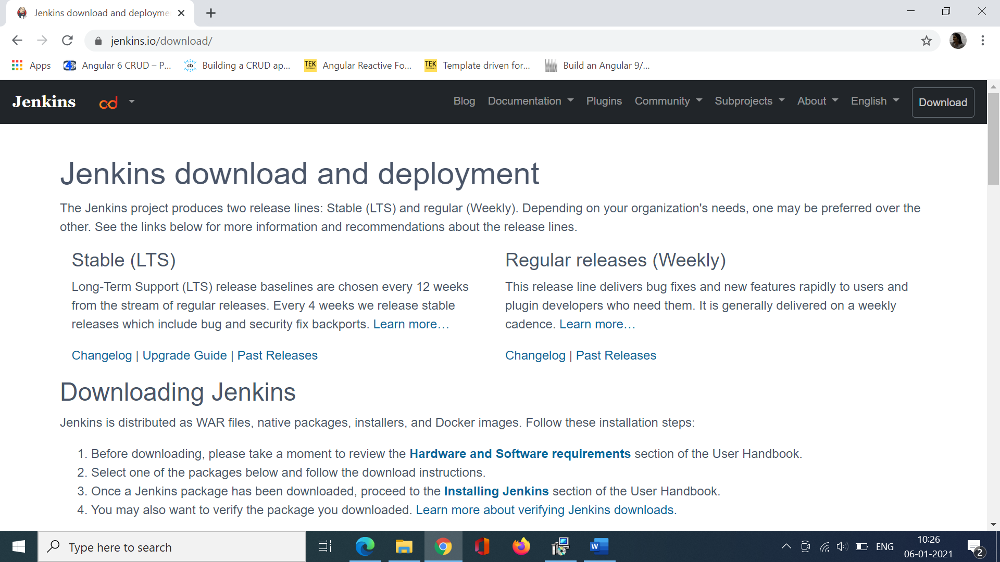 Jenkins download and deployme
jenkins.io/download/
Apps Angular 6 CRUD – P... cb Building a CRUD ap... TEK TUTORIALS Angular Reactive Fo... TEK TUTORIALS Template driven for... Build an Angular 9/...
Jenkins cd Blog Documentation Plugins Community Subprojects About English Download
Jenkins download and deployment
The Jenkins project produces two release lines: Stable (LTS) and regular (Weekly). Depending on your organization's needs, one may be preferred over the
other. See the links below for more information and recommendations about the release lines.
Stable (LTS)
Long-Term Support (LTS) release baselines are chosen every 12 weeks
from the stream of regular releases. Every 4 weeks we release stable
releases which include bug and security fix backports. Learn more…
Changelog | Upgrade Guide | Past Releases
Regular releases (Weekly)
This release line delivers bug fixes and new features rapidly to users and
plugin developers who need them. It is generally delivered on a weekly
cadence. Learn more…
Changelog | Past Releases
Downloading Jenkins
Jenkins is distributed as WAR files, native packages, installers, and Docker images. Follow these installation steps:
1. Before downloading, please take a moment to review the Hardware and Software requirements section of the User Handbook.
2. Select one of the packages below and follow the download instructions.
3. Once a Jenkins package has been downloaded, proceed to the Installing Jenkins section of the User Handbook.
4. You may also want to verify the package you downloaded. Learn more about verifying Jenkins downloads.
Type here to search W ENG 10:26
06-01-2021 2